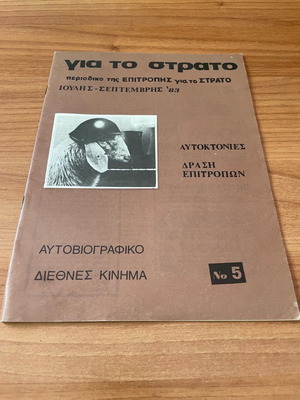 για το στρατο
περιοδικο της ΕΠΙΤΡΟΠΗΣ για το ΣΤΡΑΤΟ
ΙΟΥΛΗΣ-ΣΕΠΤΕΜΒΡΗΣ '83
ΑΥΤΟΚΤΟΝΙΕΣ
ΔΡΑΣΗ
ΕΠΙΤΡΟΠΩΝ
ΑΥΤΟΒΙΟΓΡΑΦΙΚΟ
ΔΙΕΘΝΕΣ ΚΙΝΗΜΑ
Νο 5